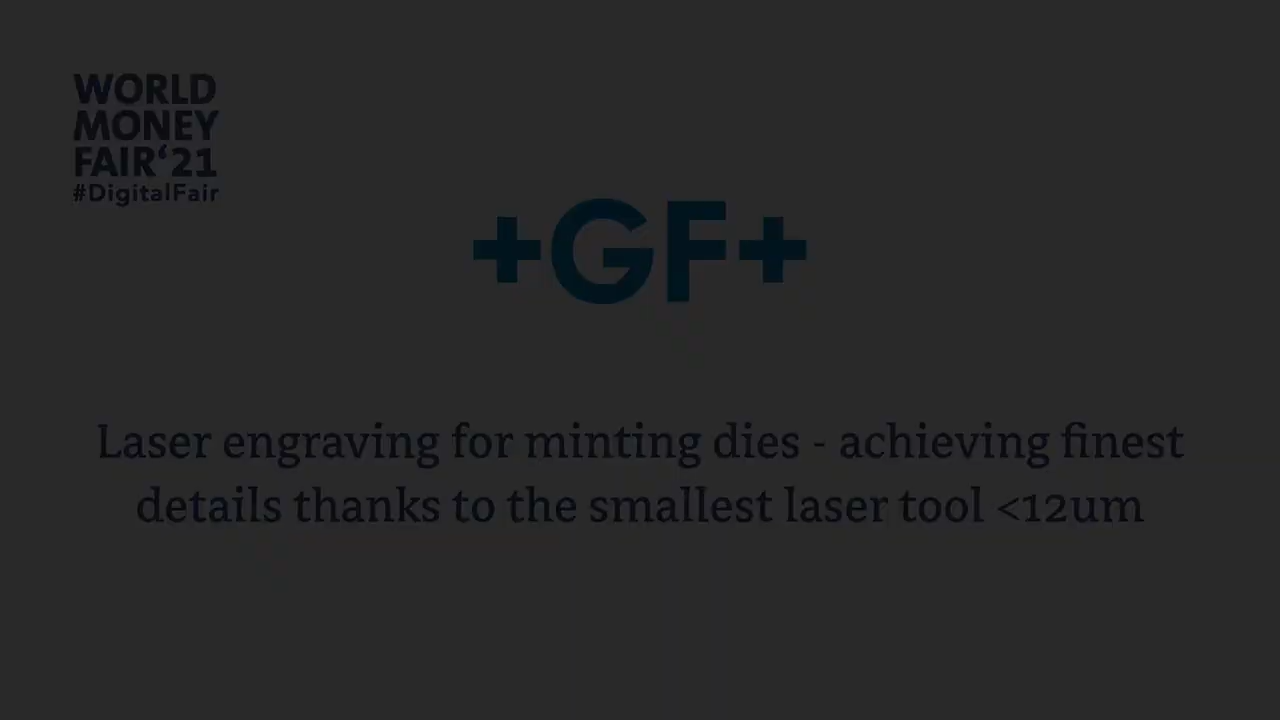 WORLD
MONEY
FAIR‘21
#DigitalFair
+GF+
Laser engraving for minting dies - achieving finest
details thanks to the smallest laser tool <12um